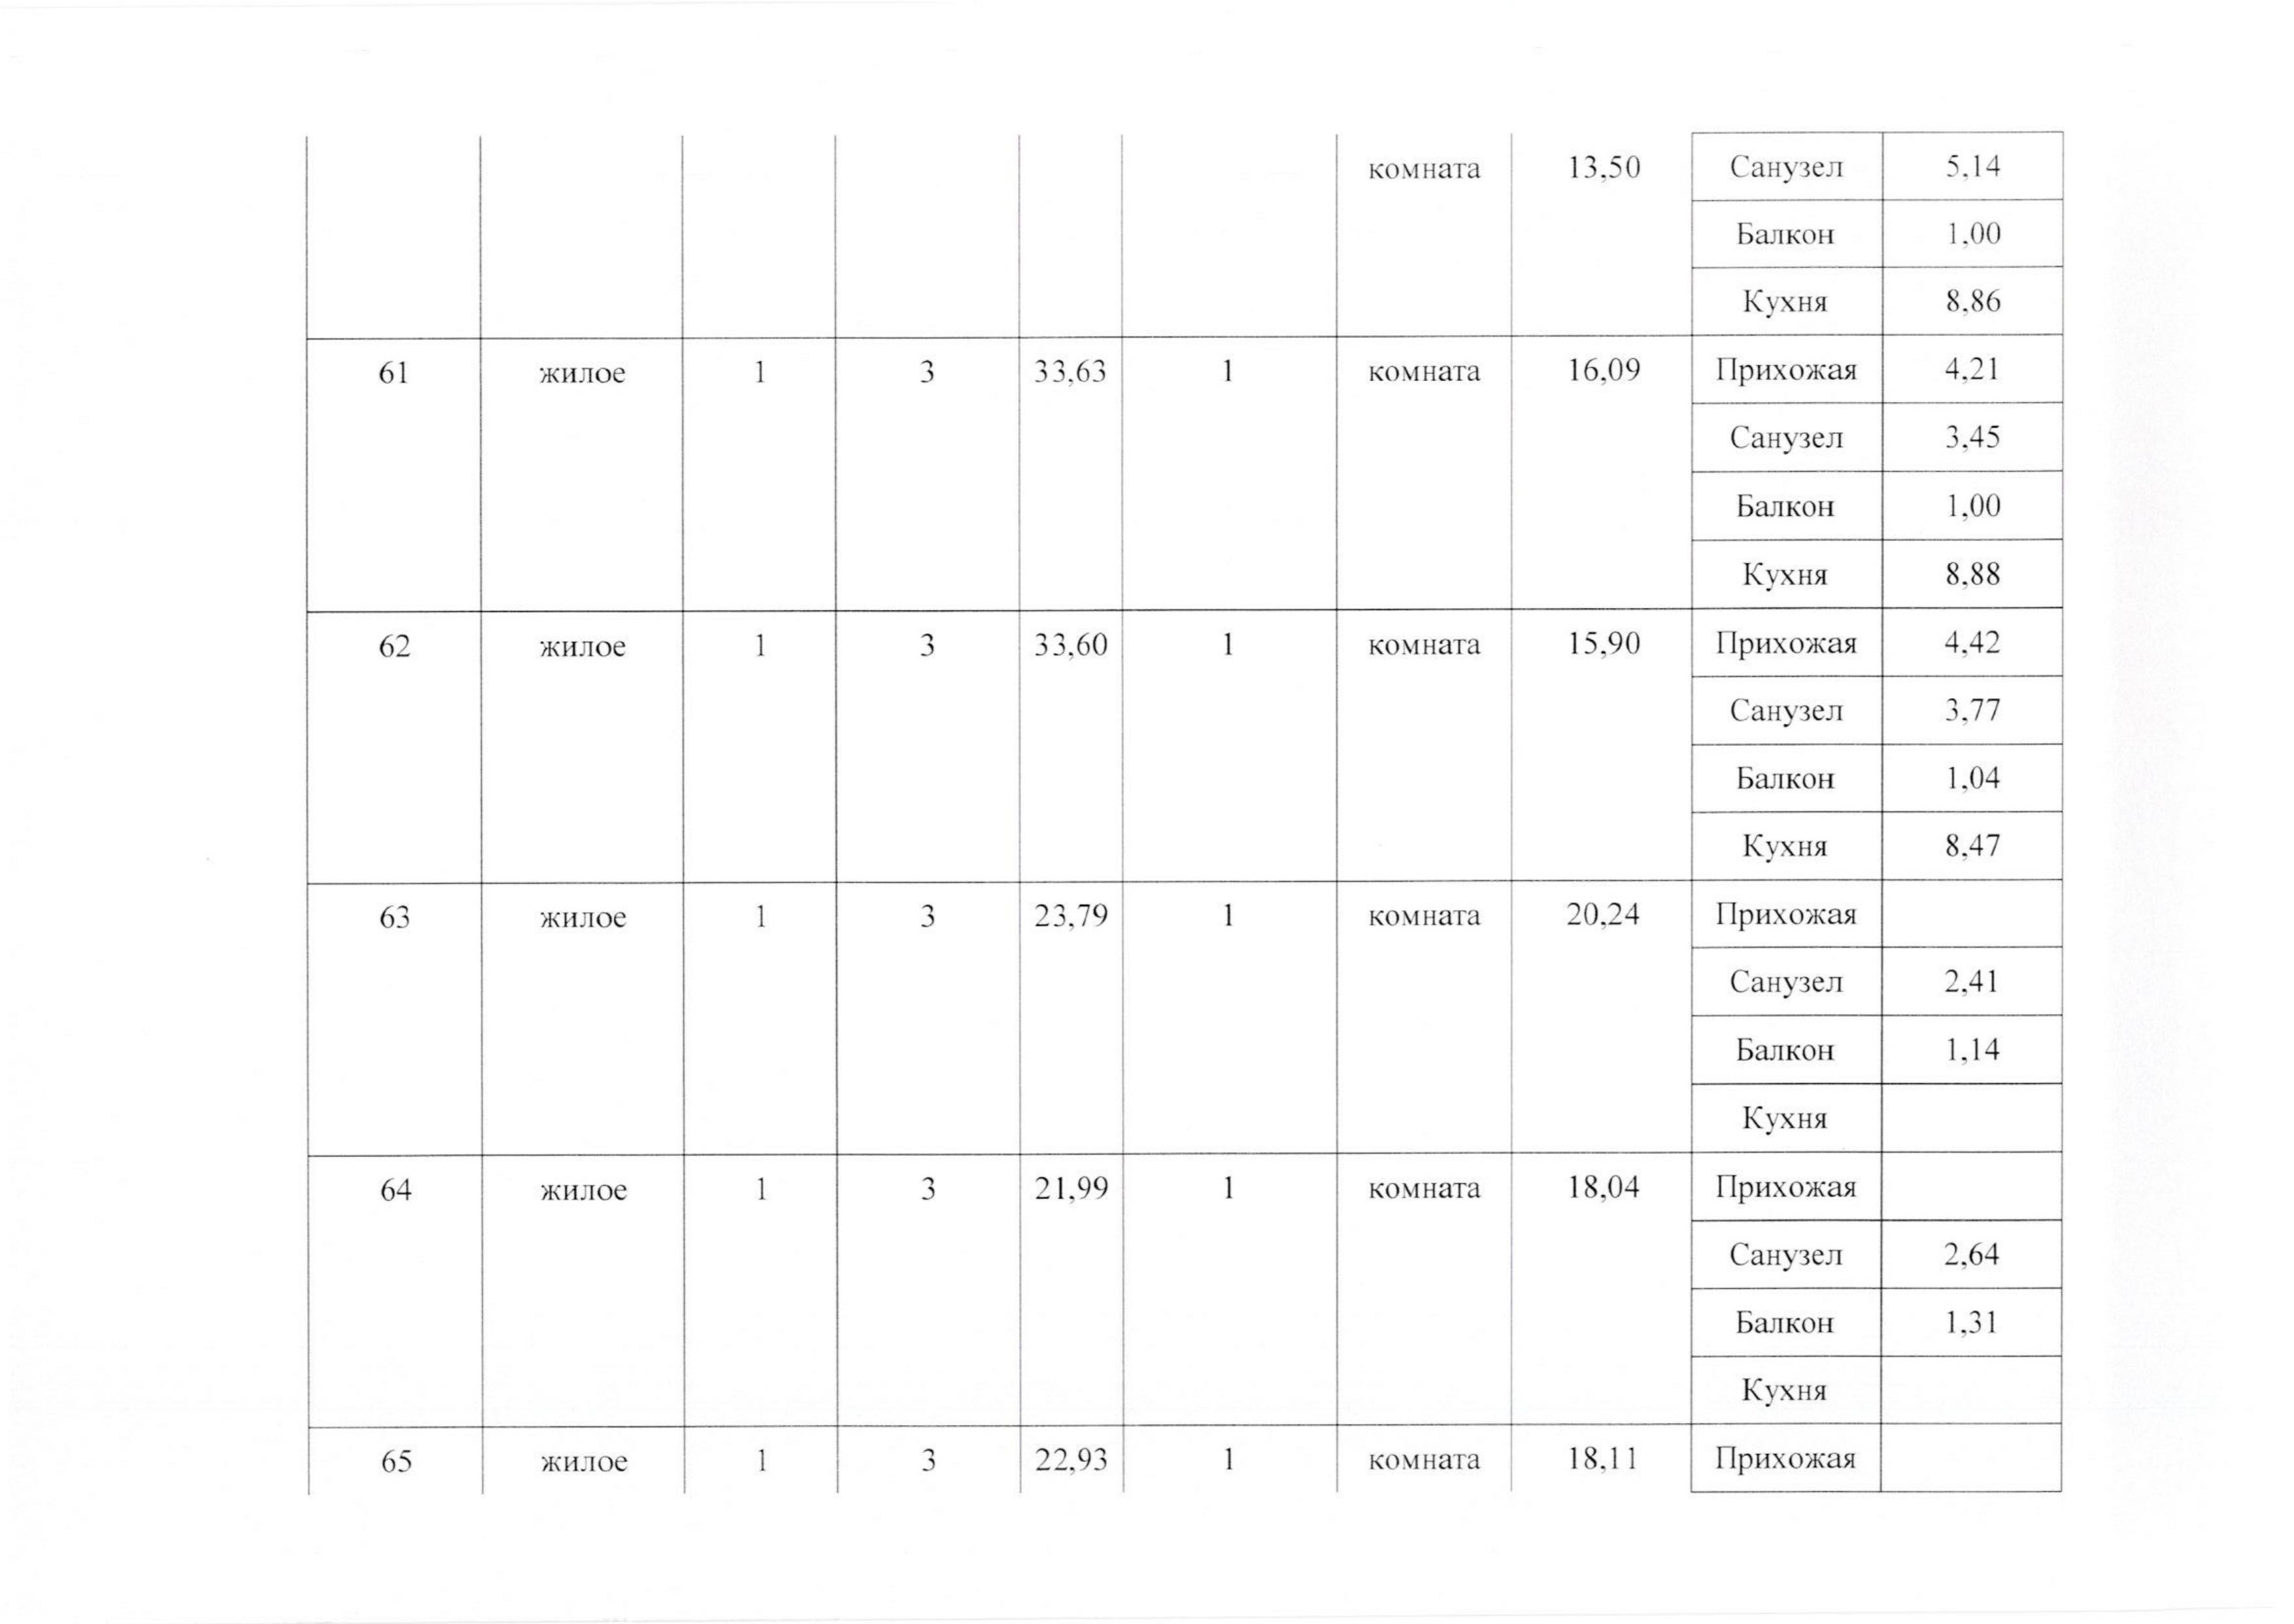 комната 13,50 Санузел 5,14
Балкон 1,00
Кухня 8,86
61 жилое 1 3 33,63 1 комната 16,09 Прихожая 4,21
Санузел 3,45
Балкон 1,00
Кухня 8,88
62 жилое 1 3 33,60 1 комната 15,90 Прихожая 4,42
Санузел 3,77
Балкон 1,04
Кухня 8,47
63 жилое 1 3 23,79 1 комната 20,24 Прихожая
Санузел 2,41
Балкон 1,14
Кухня
64 жилое 1 3 21,99 1 комната 18,04 Прихожая
Санузел 2,64
Балкон 1,31
Кухня
65 жилое 1 3 22,93 1 комната 18,11 Прихожая